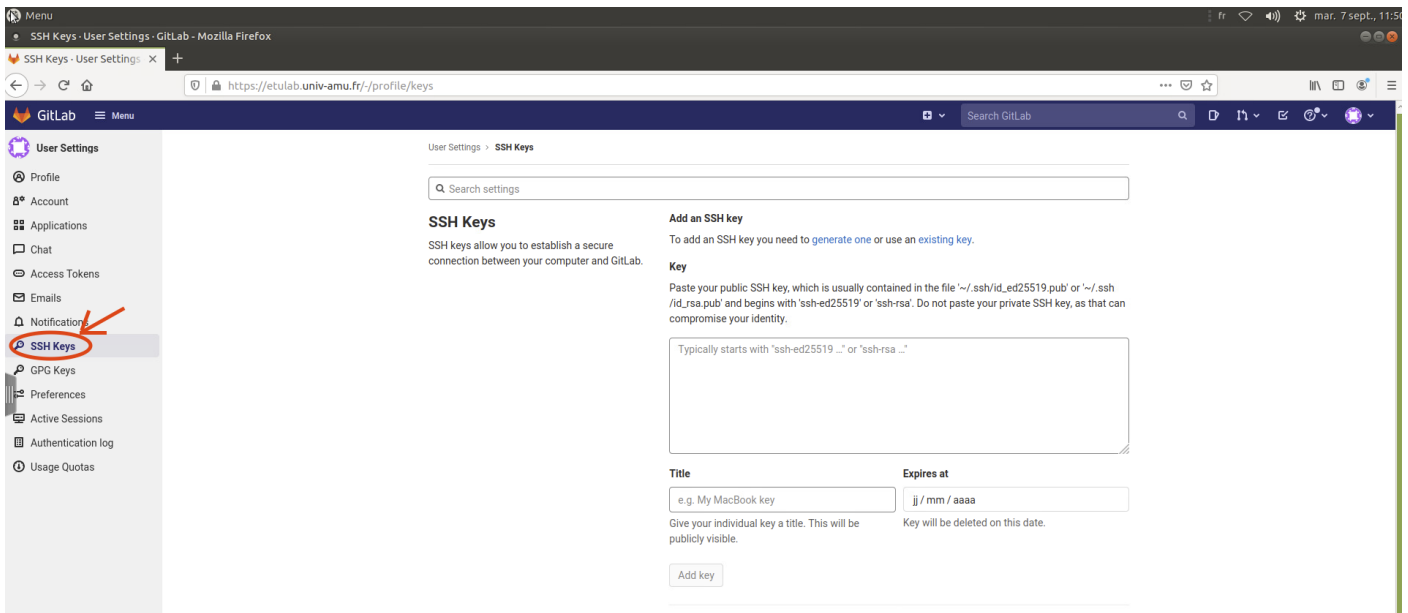 Menu
fr mar. 7 sept., 11:50
SSH Keys · User Settings · GitLab - Mozilla Firefox
SSH Keys · User Settings
https://etulab.univ-amu.fr/-/profile/keys
GitLab Menu Search GitLab
User Settings
Profile
Account
Applications
Chat
Access Tokens
Emails
Notifications
SSH Keys
GPG Keys
Preferences
Active Sessions
Authentication log
Usage Quotas
User Settings > SSH Keys
Search settings
SSH Keys
SSH keys allow you to establish a secure
connection between your computer and GitLab.
Add an SSH key
To add an SSH key you need to generate one or use an existing key.
Key
Paste your public SSH key, which is usually contained in the file '~/.ssh/id_ed25519.pub' or '~/.ssh
/id_rsa.pub' and begins with 'ssh-ed25519' or 'ssh-rsa'. Do not paste your private SSH key, as that can
compromise your identity.
Typically starts with "ssh-ed25519 …" or "ssh-rsa …"
Title
e.g. My MacBook key
Give your individual key a title. This will be
publicly visible.
Expires at
jj / mm / aaaa
Key will be deleted on this date.
Add key